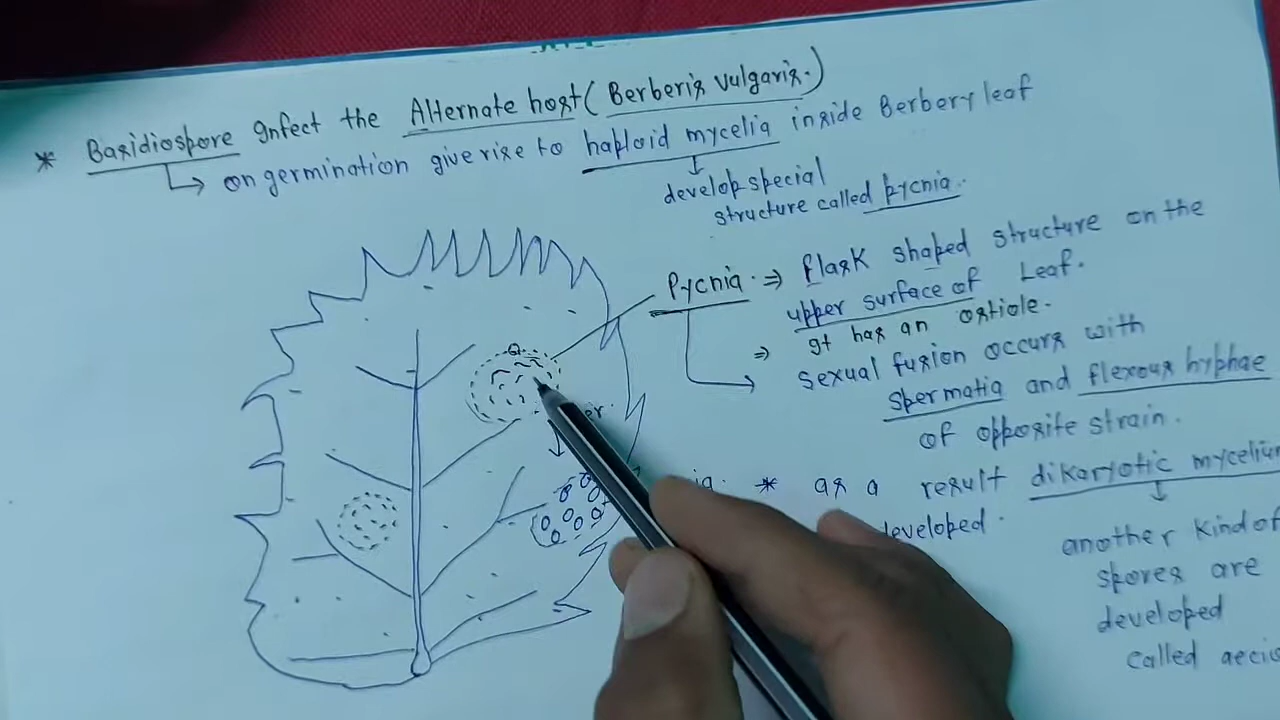 * Basidiospore Infect the Alternate host (Berberis vulgaris.)
↳ on germination give rise to haploid mycelia inside Berbery leaf
↓
develop special
structure called pycnia.
Pycnia. ⇒ flask shaped structure on the
upper surface of Leaf.
⇒ It has an ostiole.
→ sexual fusion occurs with
spermatia and flexous hyphae
of opposite strain.
* as a result dikaryotic mycelium
developed.
↓
another kind of
spores are
developed
called aecio